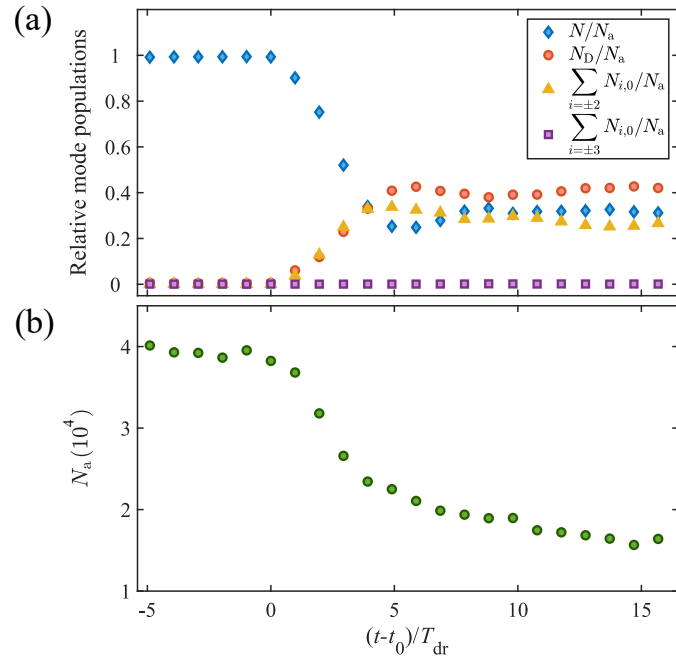 (a)
Relative mode populations
1
0.8
0.6
0.4
0.2
0
N/N_a
N_D/N_a
∑_{i=±2} N_{i,0}/N_a
∑_{i=±3} N_{i,0}/N_a
(b)
N_a (10^4)
4
3
2
1
-5 0 5 10 15
(t-t_0)/T_dr